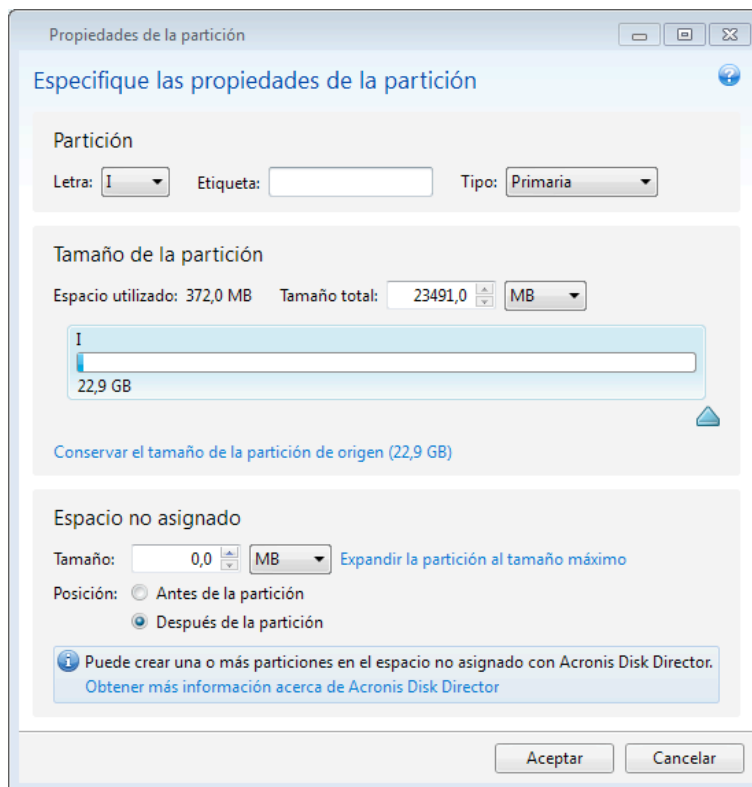 Propiedades de la partición
Especifique las propiedades de la partición
Partición
Letra: I Etiqueta: Tipo: Primaria
Tamaño de la partición
Espacio utilizado: 372,0 MB Tamaño total: 23491,0 MB
I
22,9 GB
Conservar el tamaño de la partición de origen (22,9 GB)
Espacio no asignado
Tamaño: 0,0 MB Expandir la partición al tamaño máximo
Posición: Antes de la partición
Después de la partición
Puede crear una o más particiones en el espacio no asignado con Acronis Disk Director.
Obtener más información acerca de Acronis Disk Director
Aceptar Cancelar